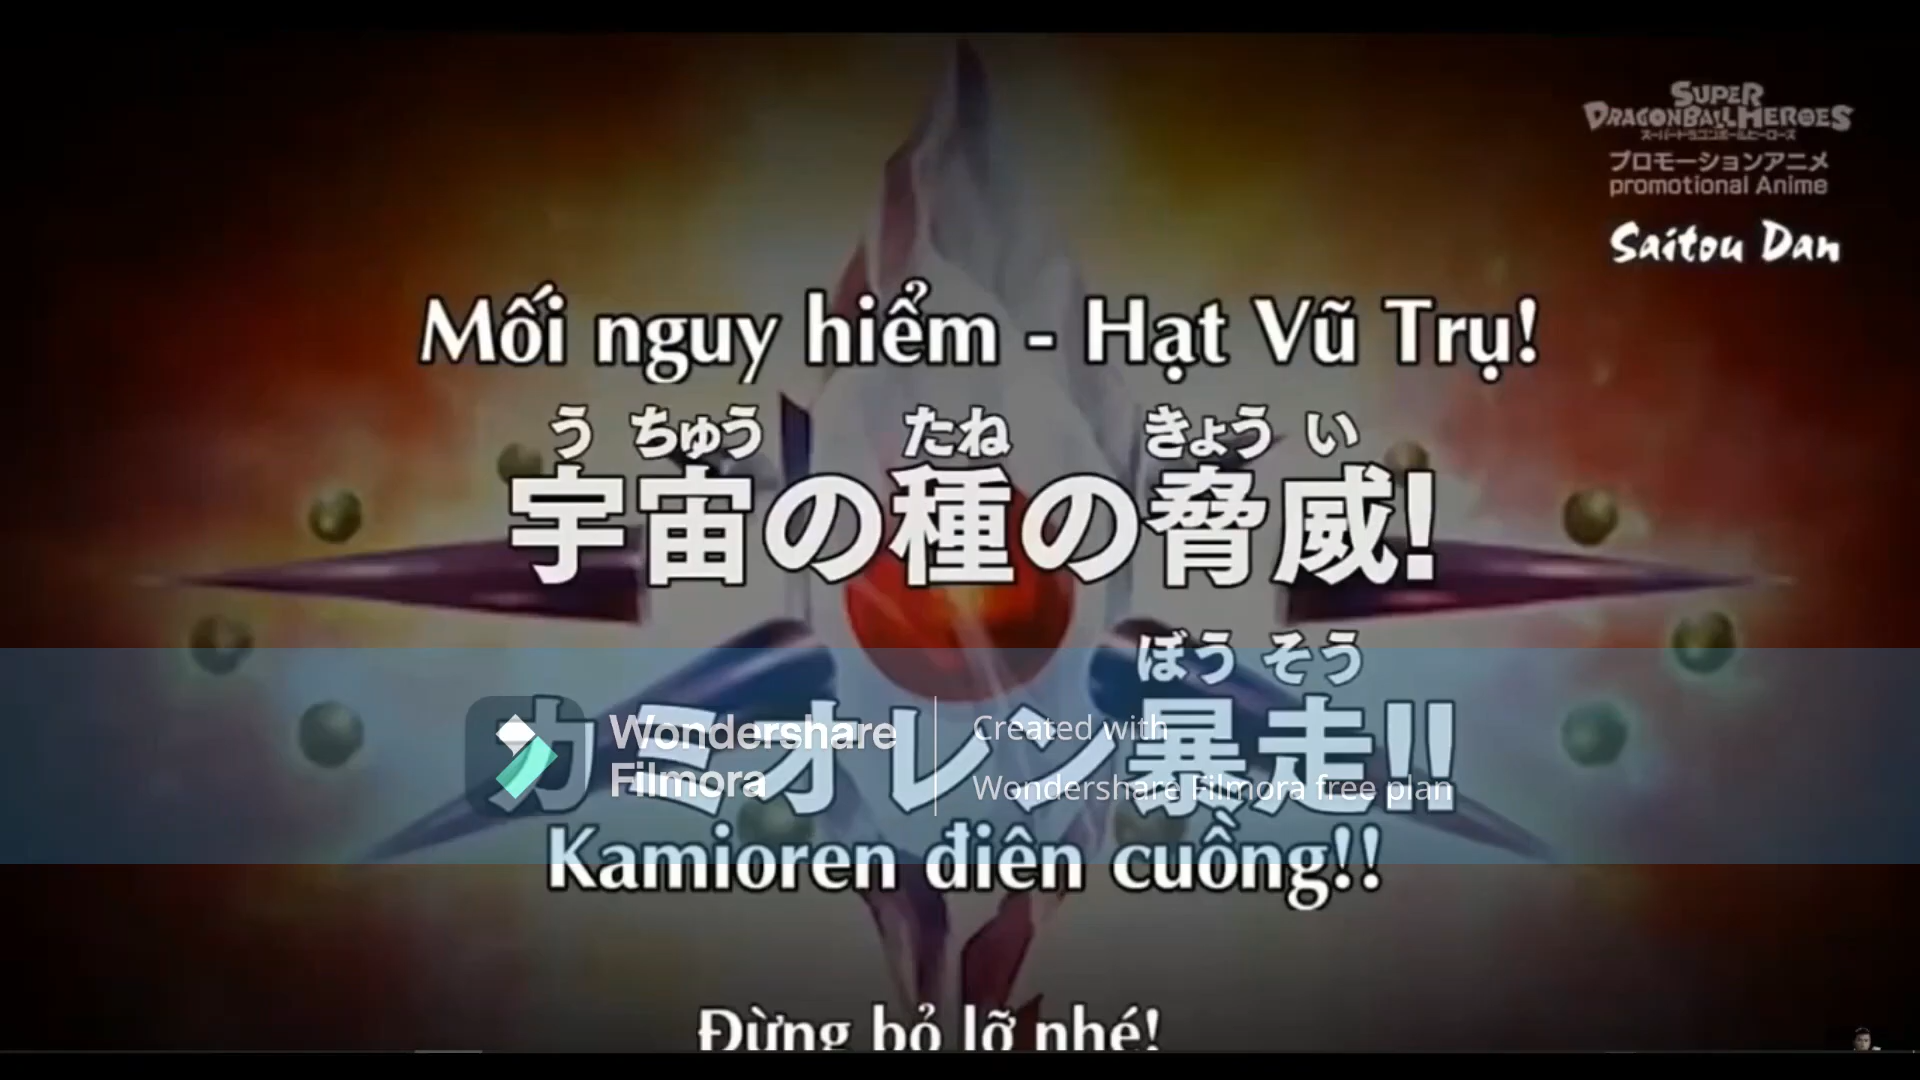 SUPER
DRAGONBALL HEROES
スーパードラゴンボールヒーローズ
プロモーションアニメ
promotional Anime
Saitou Dan
Mối nguy hiểm - Hạt Vũ Trụ!
う ちゅう たね きょう い
宇宙の種の脅威!
ぼう そう
カミオレン暴走!!
Wondershare
Filmora
Created with
Wondershare Filmora free plan
Kamioren điên cuồng!!
Đừng bỏ lỡ nhé!